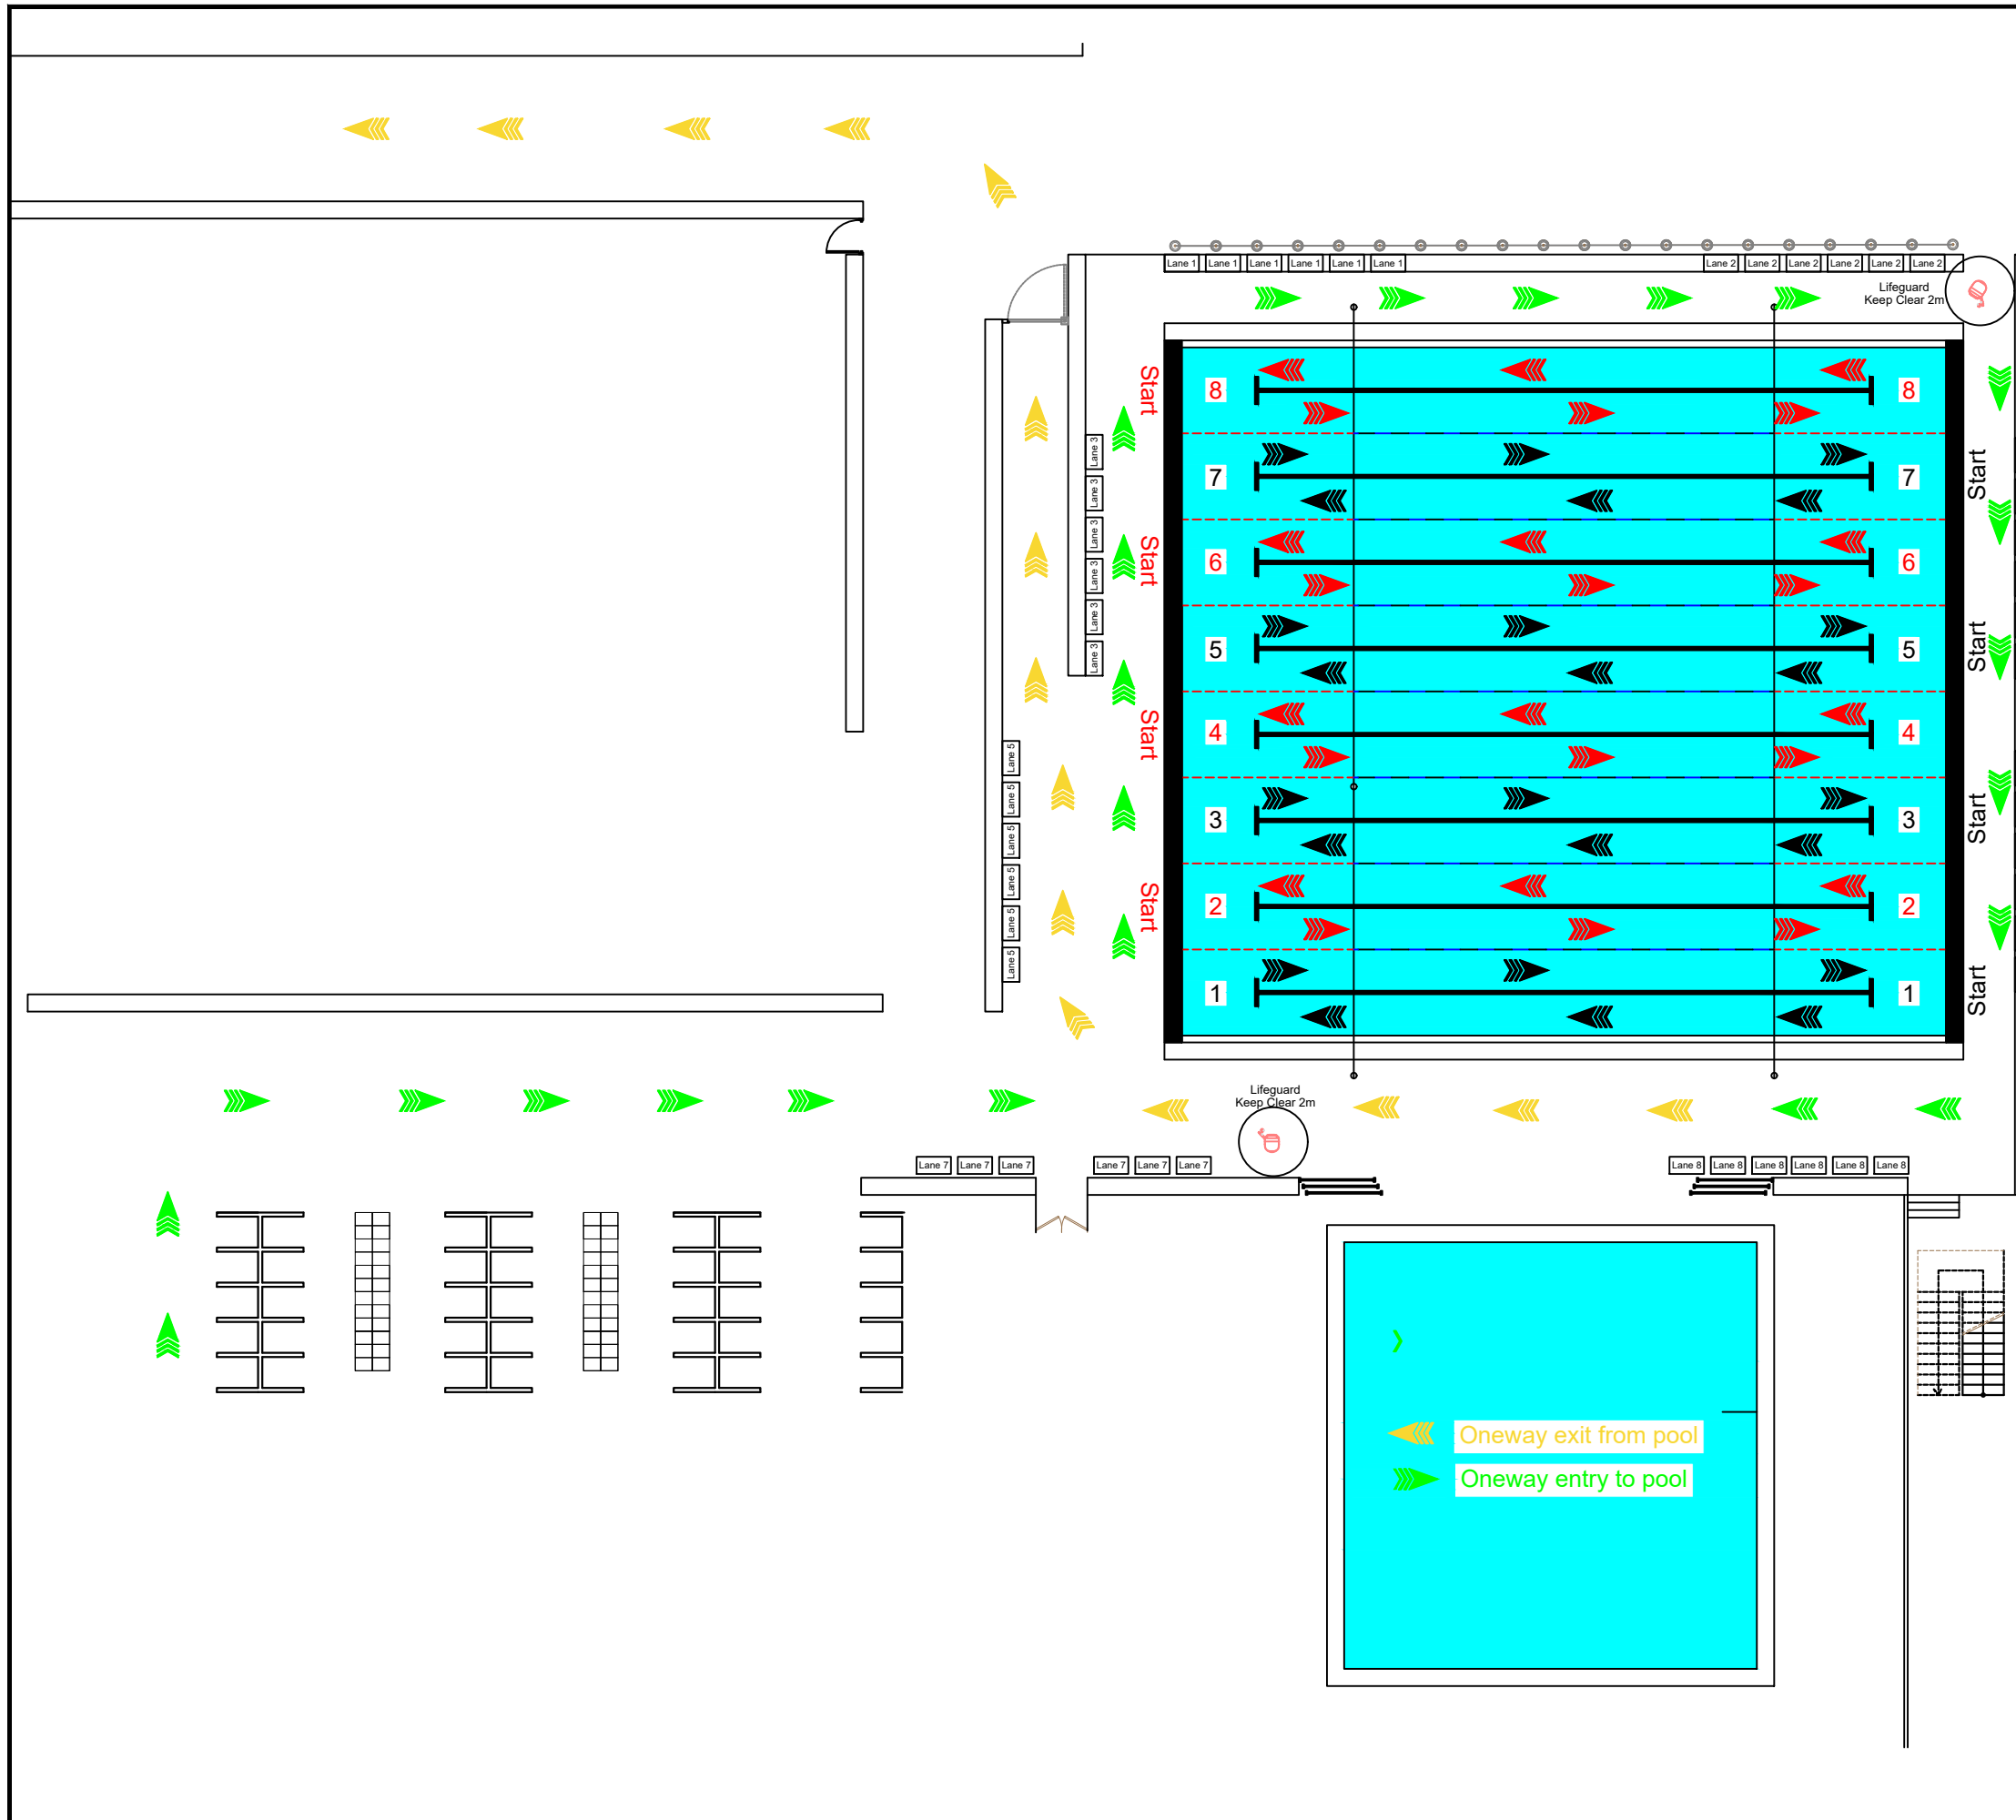 Lane 1 Lane 1 Lane 1 Lane 1 Lane 1 Lane 1
Lane 2 Lane 2 Lane 2 Lane 2 Lane 2 Lane 2
Lifeguard
Keep Clear 2m
Start
8
8
7
7
Start
Start
6
6
5
5
Start
Start
4
4
3
3
Start
Start
2
2
1
1
Start
Lane 3
Lane 3
Lane 3
Lane 3
Lane 3
Lane 3
Lane 5
Lane 5
Lane 5
Lane 5
Lane 5
Lane 5
Lifeguard
Keep Clear 2m
Lane 7 Lane 7 Lane 7
Lane 7 Lane 7 Lane 7
Lane 8 Lane 8 Lane 8 Lane 8 Lane 8 Lane 8
Oneway exit from pool
Oneway entry to pool